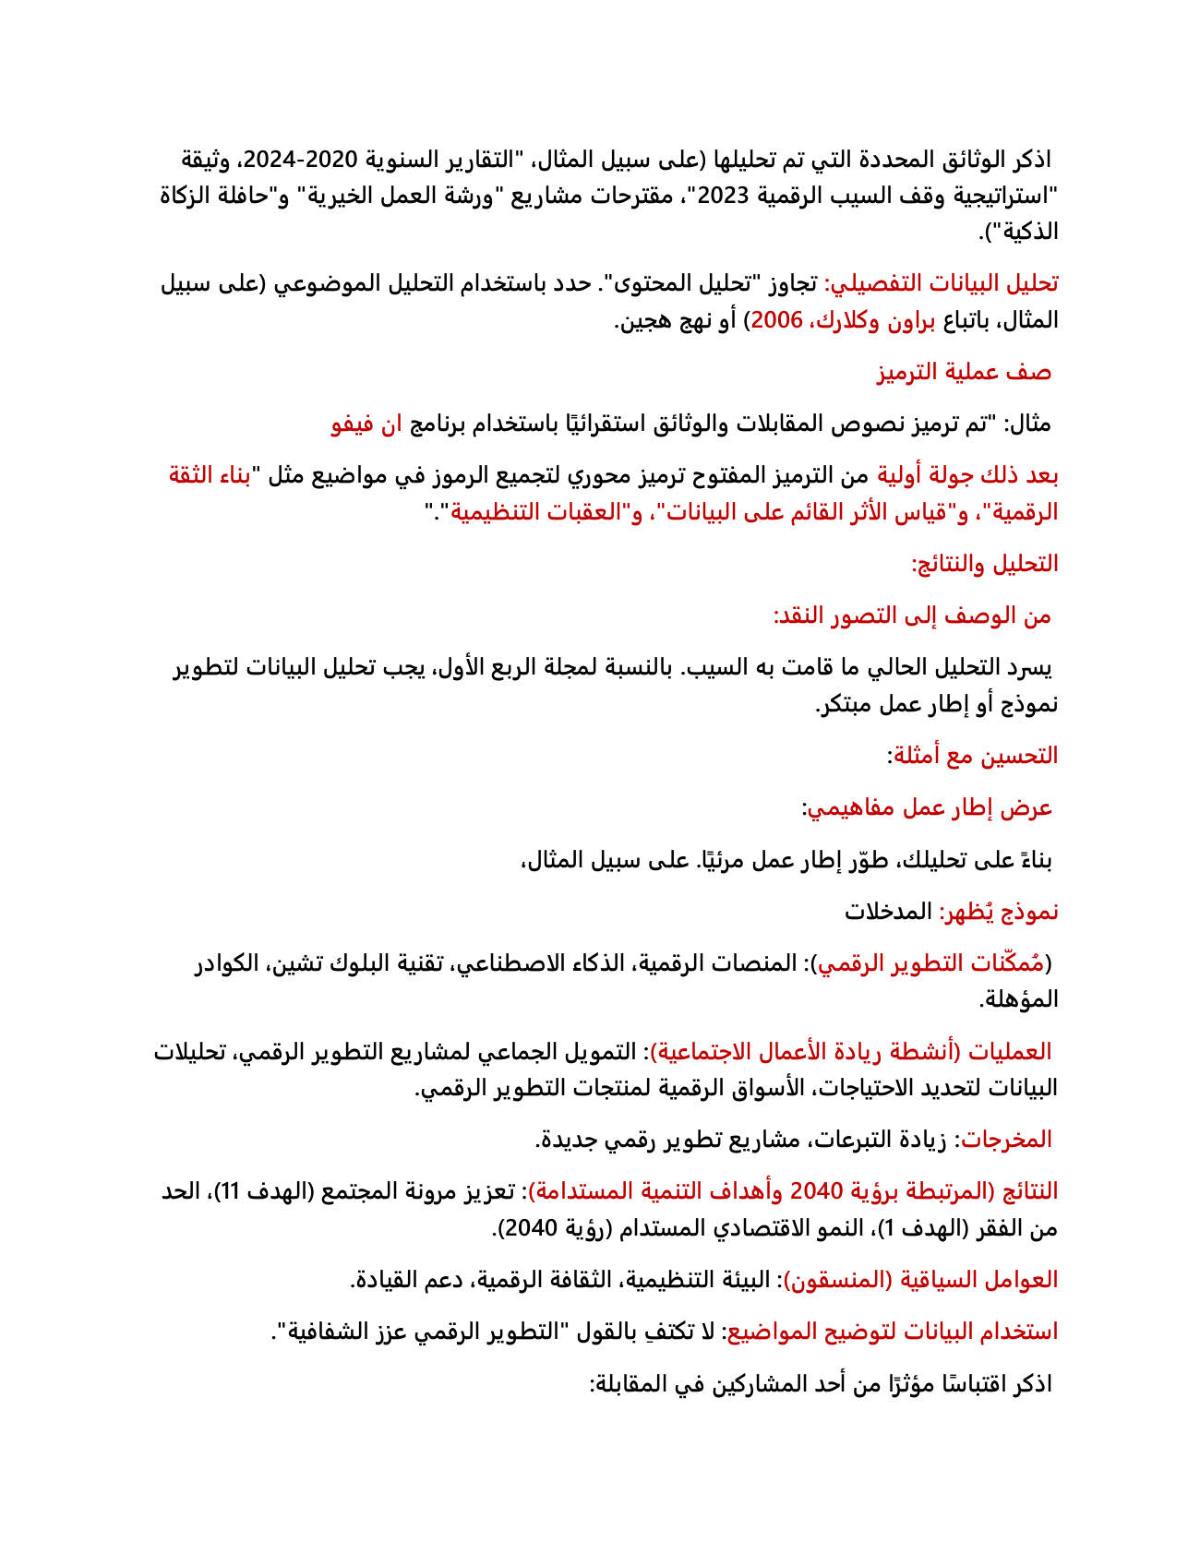 اذكر الوثائق المحددة التي تم تحليلها (على سبيل المثال، "التقارير السنوية 2020-2024، وثيقة
"استراتيجية وقف السيب الرقمية 2023"، مقترحات مشاريع "ورشة العمل الخيرية" و"حافلة الزكاة
الذكية").
تحليل البيانات التفصيلي: تجاوز "تحليل المحتوى". حدد باستخدام التحليل الموضوعي (على سبيل
المثال، باتباع براون وكلارك، 2006) أو نهج هجين.
صف عملية الترميز
مثال: "تم ترميز نصوص المقابلات والوثائق استقرائيًا باستخدام برنامج ان فيفو
بعد ذلك جولة أولية من الترميز المفتوح ترميز محوري لتجميع الرموز في مواضيع مثل "بناء الثقة
الرقمية"، و"قياس الأثر القائم على البيانات"، و"العقبات التنظيمية"."
التحليل والنتائج:
من الوصف إلى التصور النقد:
يسرد التحليل الحالي ما قامت به السيب. بالنسبة لمجلة الربع الأول، يجب تحليل البيانات لتطوير
نموذج أو إطار عمل مبتكر.
التحسين مع أمثلة:
عرض إطار عمل مفاهيمي:
بناءً على تحليلك، طوّر إطار عمل مرئيًا. على سبيل المثال،
نموذج يُظهر: المدخلات
(مُمكّنات التطوير الرقمي): المنصات الرقمية، الذكاء الاصطناعي، تقنية البلوك تشين، الكوادر
المؤهلة.
العمليات (أنشطة ريادة الأعمال الاجتماعية): التمويل الجماعي لمشاريع التطوير الرقمي، تحليلات
البيانات لتحديد الاحتياجات، الأسواق الرقمية لمنتجات التطوير الرقمي.
المخرجات: زيادة التبرعات، مشاريع تطوير رقمي جديدة.
النتائج (المرتبطة برؤية 2040 وأهداف التنمية المستدامة): تعزيز مرونة المجتمع (الهدف 11)، الحد
من الفقر (الهدف 1)، النمو الاقتصادي المستدام (رؤية 2040).
العوامل السياقية (المنسقون): البيئة التنظيمية، الثقافة الرقمية، دعم القيادة.
استخدام البيانات لتوضيح المواضيع: لا تكتفِ بالقول "التطوير الرقمي عزز الشفافية".
اذكر اقتباسًا مؤثرًا من أحد المشاركين في المقابلة: